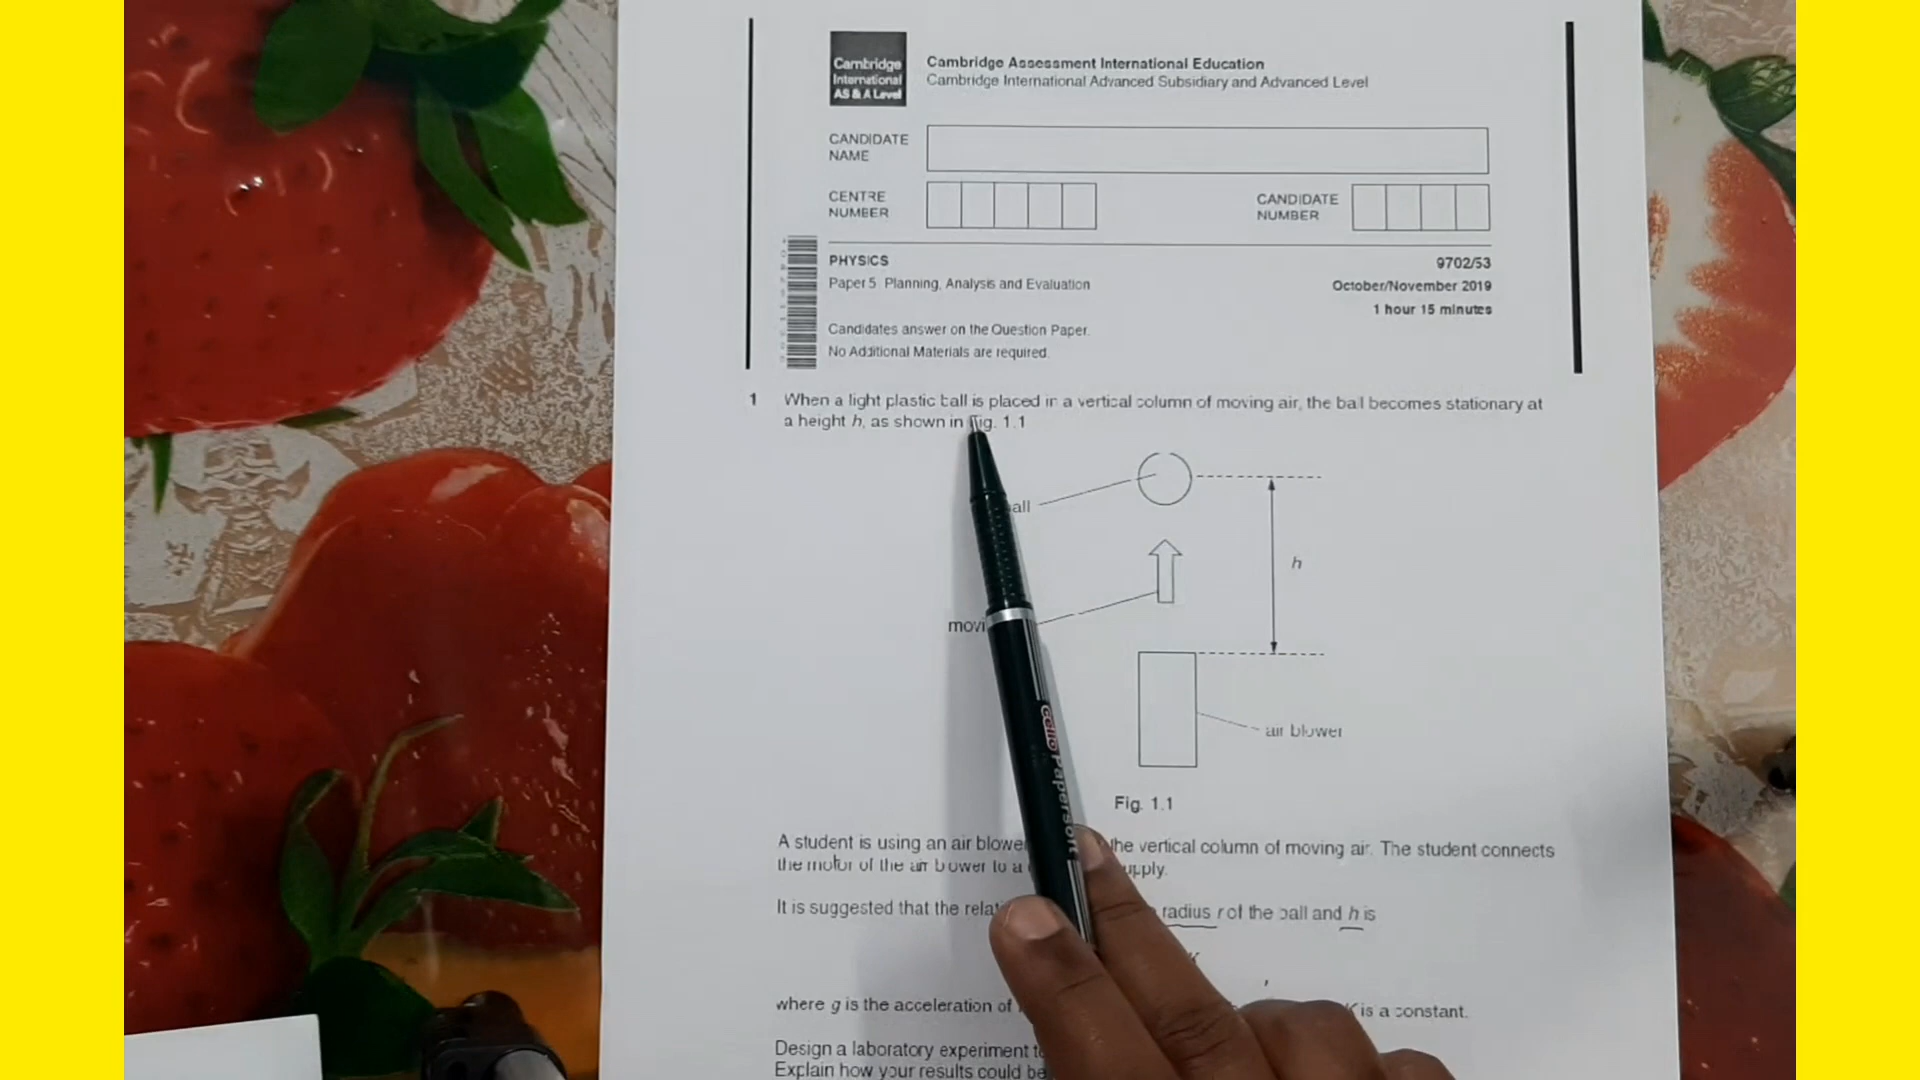 Cambridge
International
AS & A Level
Cambridge Assessment International Education
Cambridge International Advanced Subsidiary and Advanced Level
CANDIDATE
NAME
CENTRE
NUMBER
CANDIDATE
NUMBER
PHYSICS
9702/53
Paper 5 Planning, Analysis and Evaluation
October/November 2019
1 hour 15 minutes
Candidates answer on the Question Paper.
No Additional Materials are required.
1 When a light plastic ball is placed in a vertical column of moving air, the ball becomes stationary at
a height h, as shown in Fig. 1.1
all
h
movi
air blower
Fig. 1.1
A student is using an air blowe he vertical column of moving air. The student connects
the motor of the air blower to a upply.
It is suggested that the rela radius r of the ball and h is
where g is the acceleration of K is a constant.
Design a laboratory experiment t
Explain how your results could be
cello Papersoft